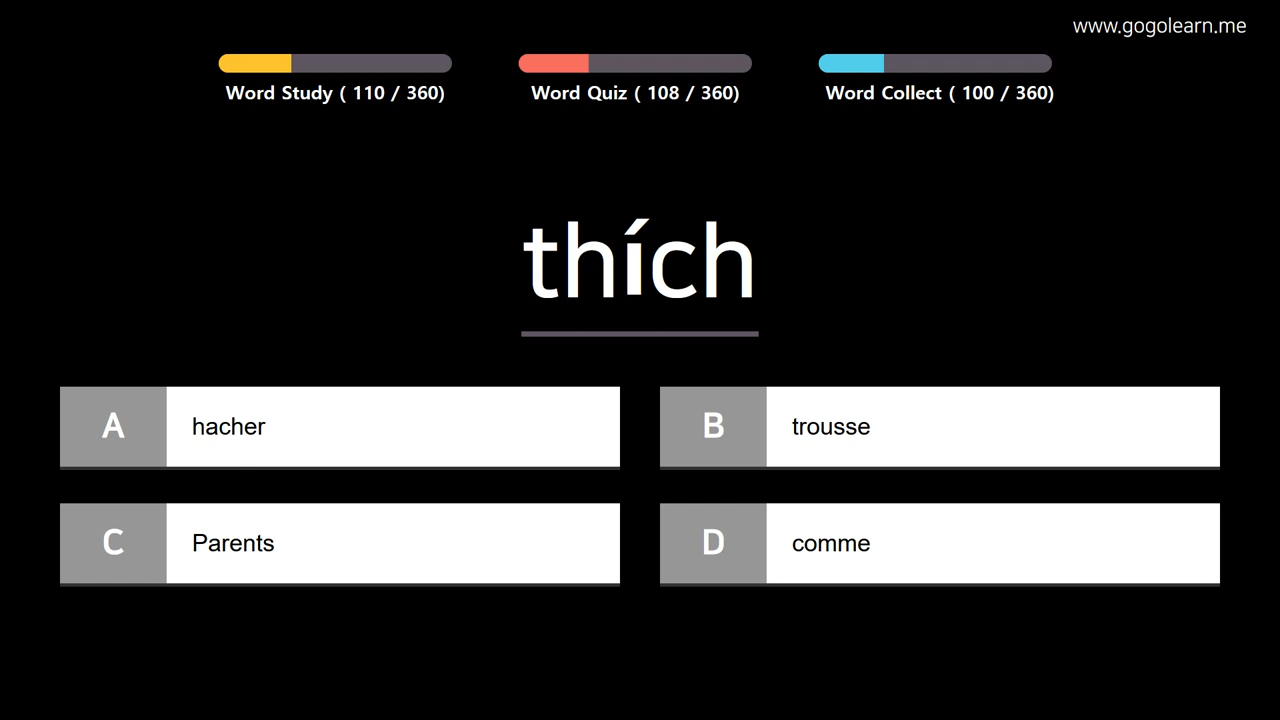 www.gogolearn.me
Word Study ( 110 / 360)
Word Quiz ( 108 / 360)
Word Collect ( 100 / 360)
thích
A hacher
B trousse
C Parents
D comme